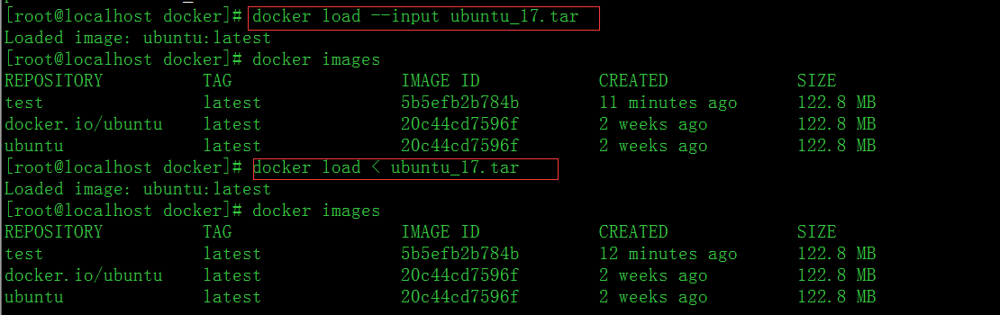 [root@localhost docker]# docker load --input ubuntu_17.tar
Loaded image: ubuntu:latest
[root@localhost docker]# docker images
REPOSITORY TAG IMAGE ID CREATED SIZE
test latest 5b5efb2b784b 11 minutes ago 122.8 MB
docker.io/ubuntu latest 20c44cd7596f 2 weeks ago 122.8 MB
ubuntu latest 20c44cd7596f 2 weeks ago 122.8 MB
[root@localhost docker]# docker load < ubuntu_17.tar
Loaded image: ubuntu:latest
[root@localhost docker]# docker images
REPOSITORY TAG IMAGE ID CREATED SIZE
test latest 5b5efb2b784b 12 minutes ago 122.8 MB
docker.io/ubuntu latest 20c44cd7596f 2 weeks ago 122.8 MB
ubuntu latest 20c44cd7596f 2 weeks ago 122.8 MB